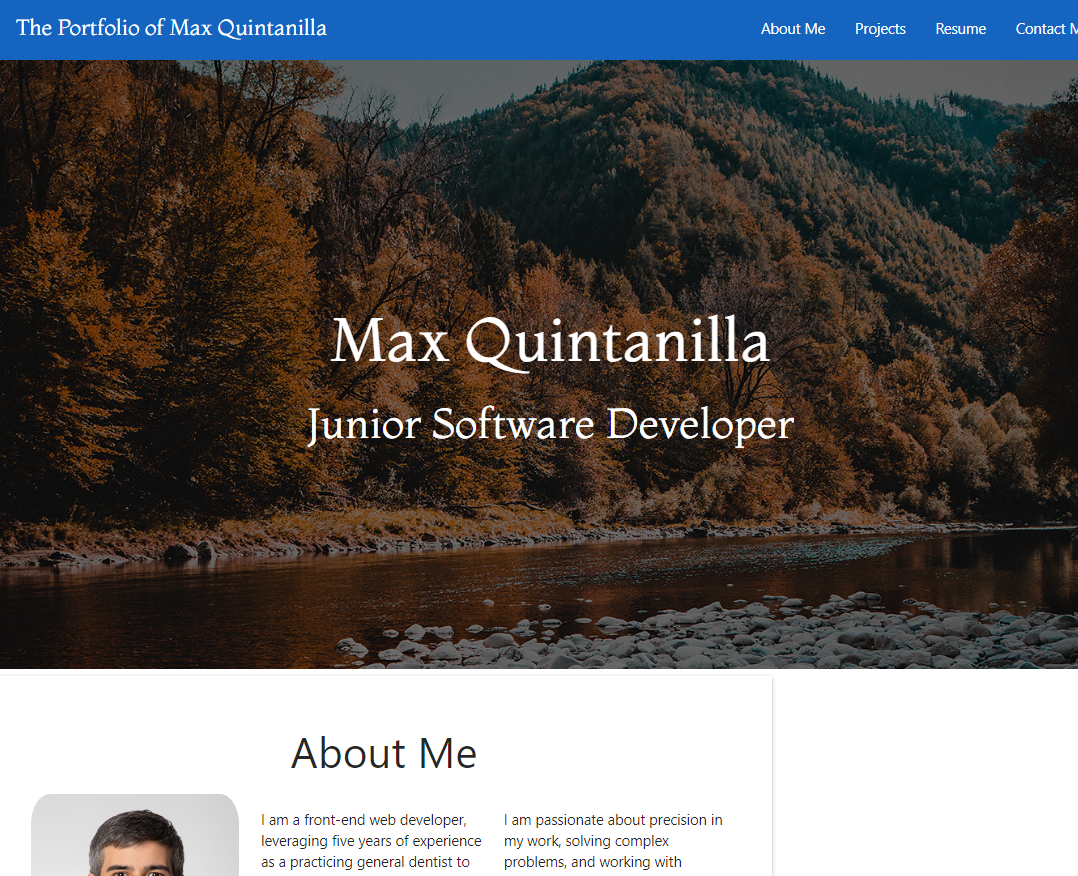 The Portfolio of Max Quintanilla
About Me
Projects
Resume
Contact M
Max Quintanilla
Junior Software Developer
About Me
I am a front-end web developer,
leveraging five years of experience
as a practicing general dentist to
I am passionate about precision in
my work, solving complex
problems, and working with